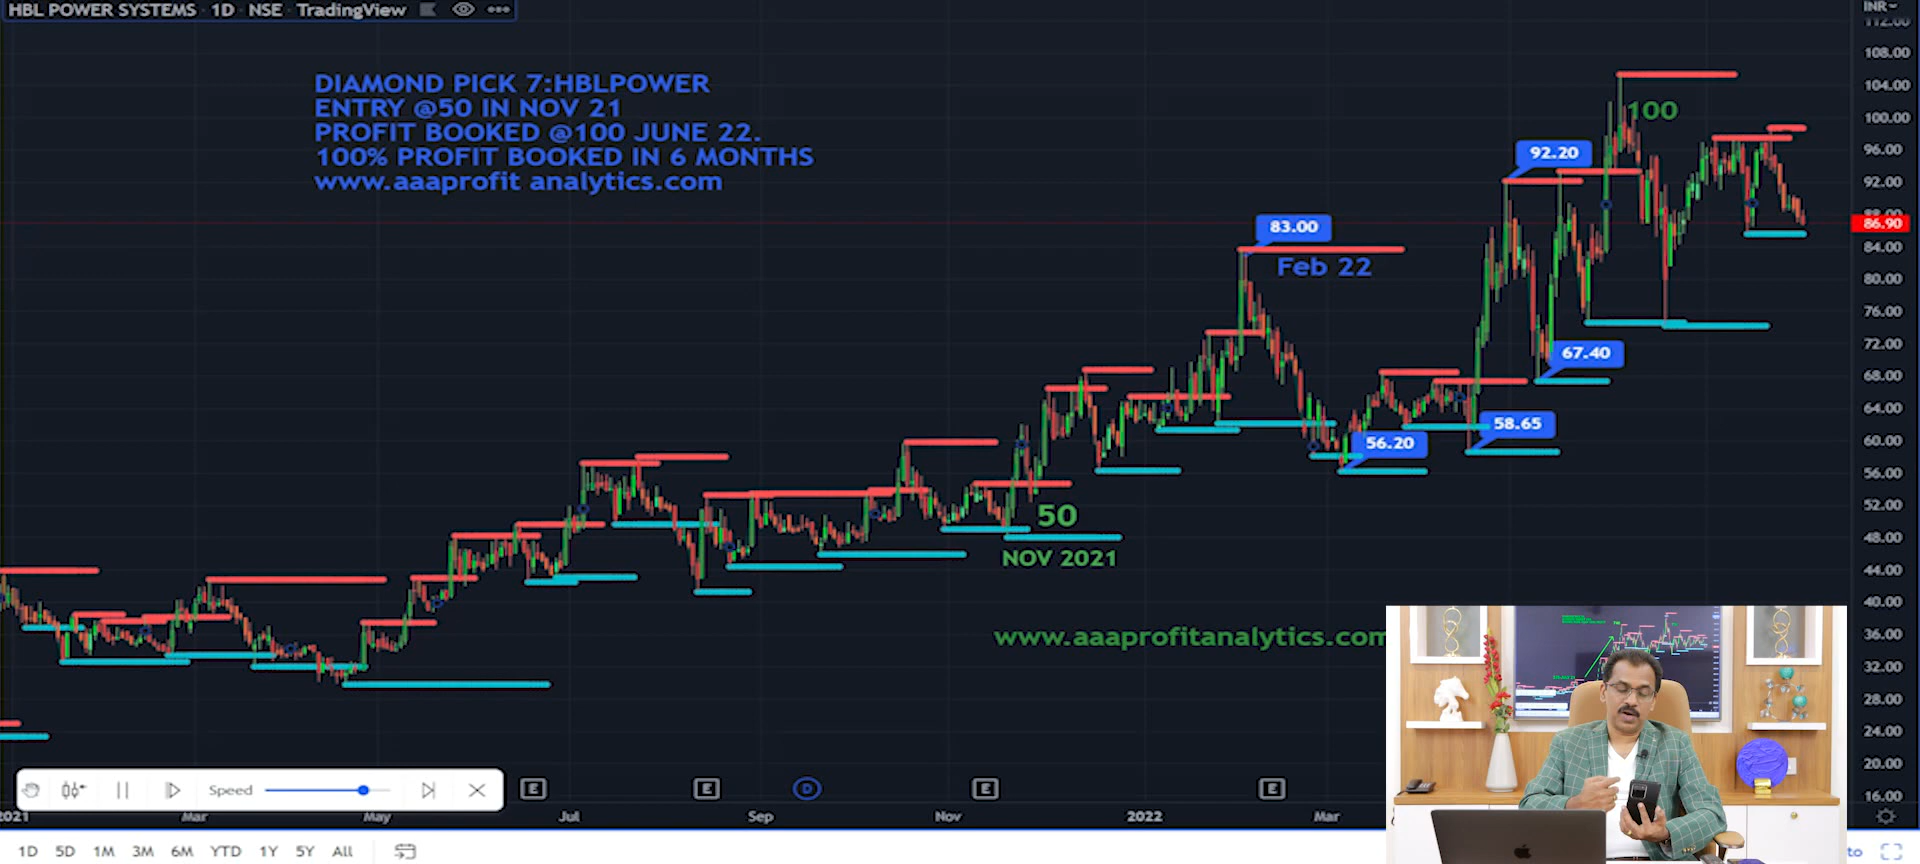 HBL POWER SYSTEMS · 1D · NSE TradingView
INR
112.00
108.00
DIAMOND PICK 7:HBLPOWER
ENTRY @50 IN NOV 21
PROFIT BOOKED @100 JUNE 22.
100% PROFIT BOOKED IN 6 MONTHS
www.aaaprofit analytics.com
104.00
100
100.00
92.20
96.00
92.00
83.00
88.00
86.90
Feb 22
84.00
80.00
76.00
72.00
67.40
68.00
64.00
58.65
56.20
60.00
56.00
50
52.00
NOV 2021
48.00
44.00
40.00
www.aaaprofitanalytics.com
36.00
32.00
28.00
24.00
20.00
16.00
Speed
E
E
D
E
E
2021 Mar May Jul Sep Nov 2022 Mar
1D 5D 1M 3M 6M YTD 1Y 5Y All